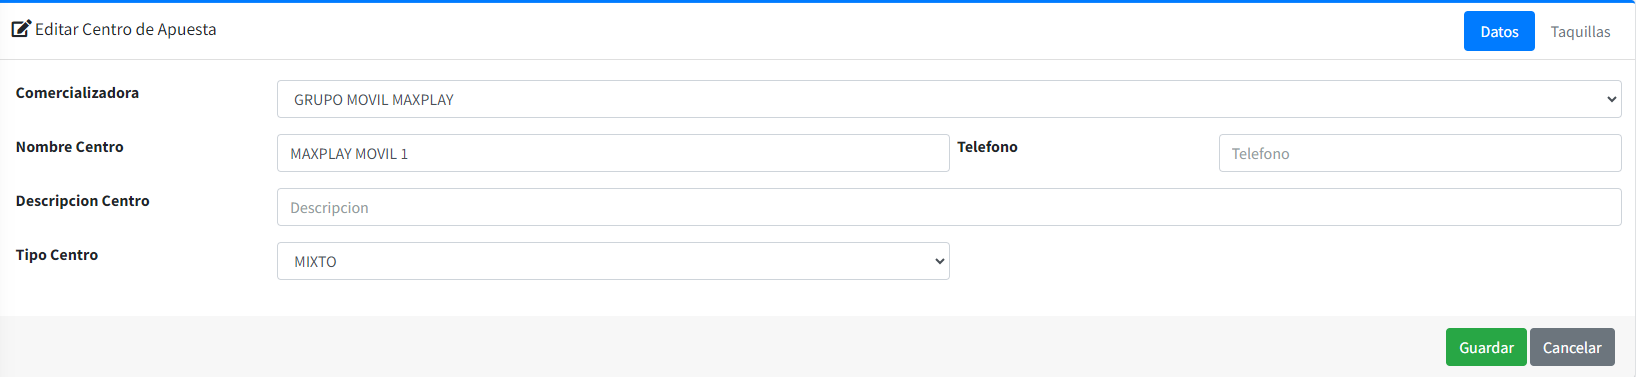 Editar Centro de Apuesta
Datos Taquillas
Comercializadora GRUPO MOVIL MAXPLAY
Nombre Centro MAXPLAY MOVIL 1 Telefono Telefono
Descripcion Centro Descripcion
Tipo Centro MIXTO
Guardar Cancelar